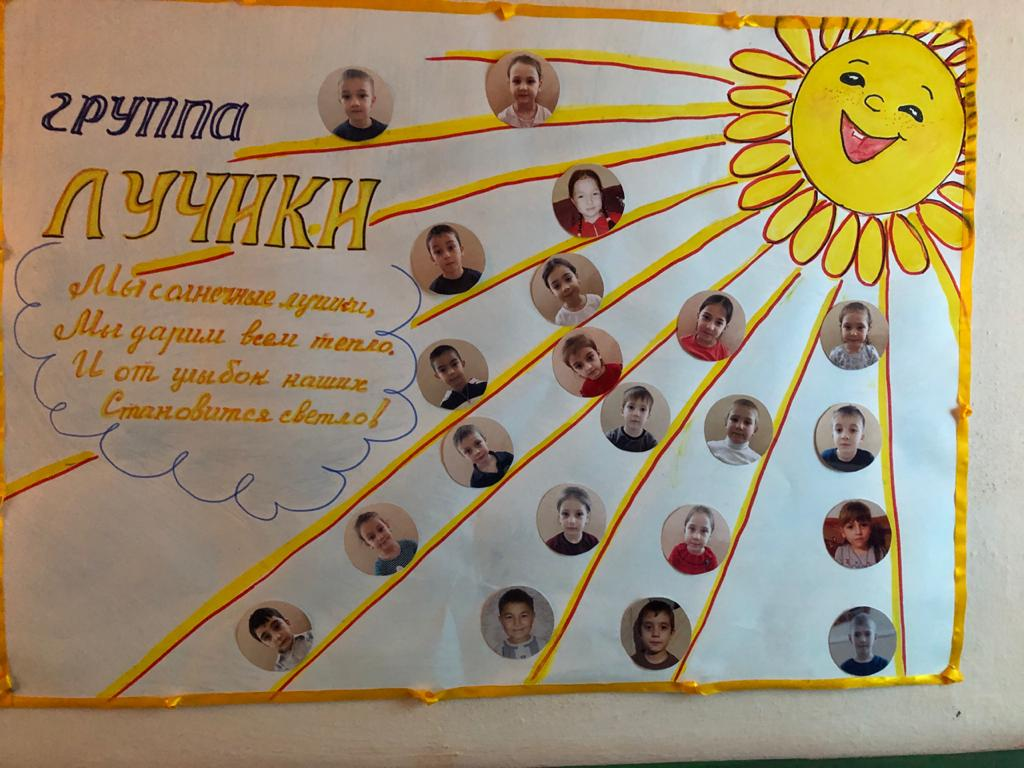 группа
ЛУЧИКИ
Мы солнечные лучики,
Мы дарим всем тепло.
И от улыбок наших
Становится светло!